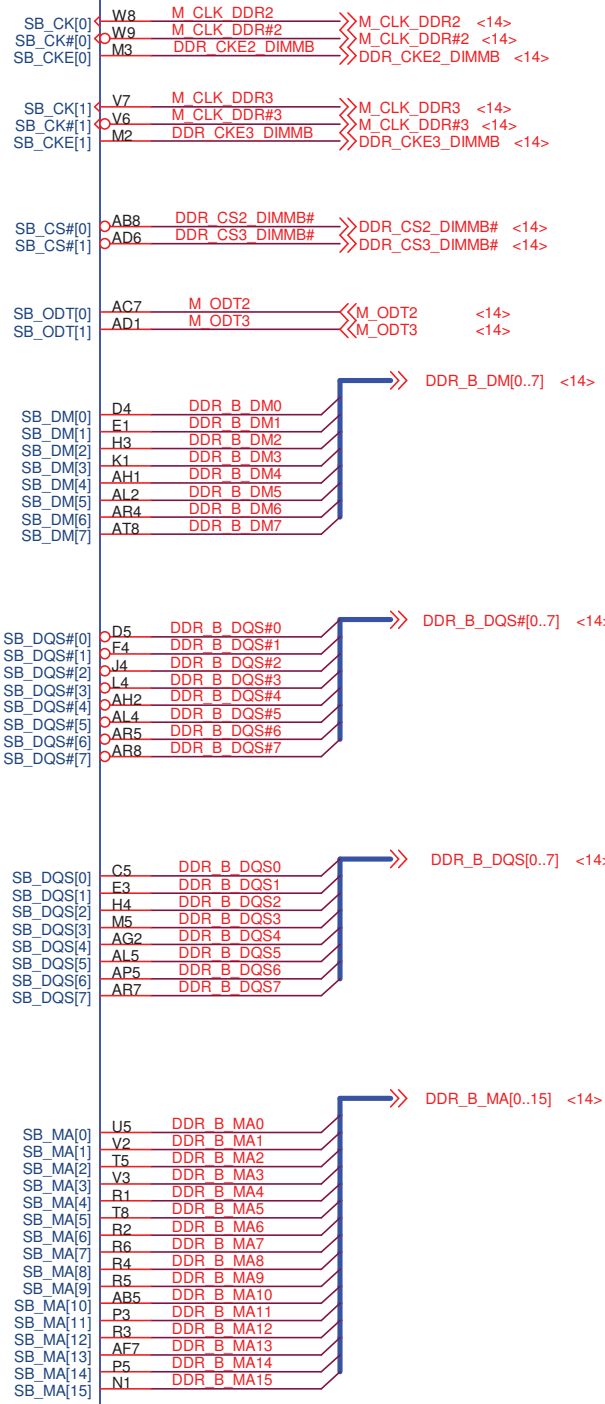 SB_CK[0] W8 M_CLK_DDR2 M_CLK_DDR2 <14>
SB_CK#[0] W9 M_CLK_DDR#2 M_CLK_DDR#2 <14>
SB_CKE[0] M3 DDR_CKE2_DIMMB DDR_CKE2_DIMMB <14>
SB_CK[1] V7 M_CLK_DDR3 M_CLK_DDR3 <14>
SB_CK#[1] V6 M_CLK_DDR#3 M_CLK_DDR#3 <14>
SB_CKE[1] M2 DDR_CKE3_DIMMB DDR_CKE3_DIMMB <14>
SB_CS#[0] AB8 DDR_CS2_DIMMB# DDR_CS2_DIMMB# <14>
SB_CS#[1] AD6 DDR_CS3_DIMMB# DDR_CS3_DIMMB# <14>
SB_ODT[0] AC7 M_ODT2 M_ODT2 <14>
SB_ODT[1] AD1 M_ODT3 M_ODT3 <14>
DDR_B_DM[0..7] <14>
SB_DM[0] D4 DDR_B_DM0
SB_DM[1] E1 DDR_B_DM1
SB_DM[2] H3 DDR_B_DM2
SB_DM[3] K1 DDR_B_DM3
SB_DM[4] AH1 DDR_B_DM4
SB_DM[5] AL2 DDR_B_DM5
SB_DM[6] AR4 DDR_B_DM6
SB_DM[7] AT8 DDR_B_DM7
DDR_B_DQS#[0..7] <14
SB_DQS#[0] D5 DDR_B_DQS#0
SB_DQS#[1] F4 DDR_B_DQS#1
SB_DQS#[2] J4 DDR_B_DQS#2
SB_DQS#[3] L4 DDR_B_DQS#3
SB_DQS#[4] AH2 DDR_B_DQS#4
SB_DQS#[5] AL4 DDR_B_DQS#5
SB_DQS#[6] AR5 DDR_B_DQS#6
SB_DQS#[7] AR8 DDR_B_DQS#7
DDR_B_DQS[0..7] <14
SB_DQS[0] C5 DDR_B_DQS0
SB_DQS[1] E3 DDR_B_DQS1
SB_DQS[2] H4 DDR_B_DQS2
SB_DQS[3] M5 DDR_B_DQS3
SB_DQS[4] AG2 DDR_B_DQS4
SB_DQS[5] AL5 DDR_B_DQS5
SB_DQS[6] AP5 DDR_B_DQS6
SB_DQS[7] AR7 DDR_B_DQS7
DDR_B_MA[0..15] <14>
SB_MA[0] U5 DDR_B_MA0
SB_MA[1] V2 DDR_B_MA1
SB_MA[2] T5 DDR_B_MA2
SB_MA[3] V3 DDR_B_MA3
SB_MA[4] R1 DDR_B_MA4
SB_MA[5] T8 DDR_B_MA5
SB_MA[6] R2 DDR_B_MA6
SB_MA[7] R6 DDR_B_MA7
SB_MA[8] R4 DDR_B_MA8
SB_MA[9] R5 DDR_B_MA9
SB_MA[10] AB5 DDR_B_MA10
SB_MA[11] P3 DDR_B_MA11
SB_MA[12] R3 DDR_B_MA12
SB_MA[13] AF7 DDR_B_MA13
SB_MA[14] P5 DDR_B_MA14
SB_MA[15] N1 DDR_B_MA15